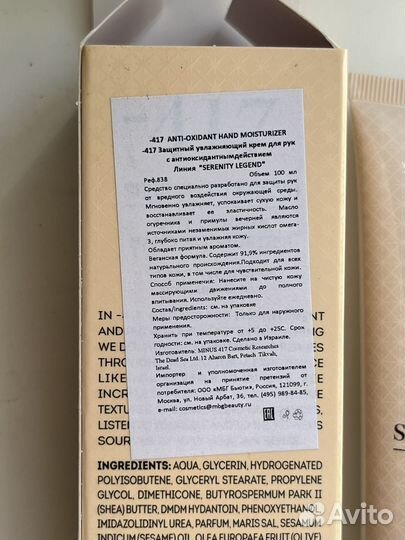 -417 ANTI-OXIDANT HAND MOISTURIZER
-417 Защитный увлажняющий крем для рук
с антиоксидантнымдействием
Линия "SERENITY LEGEND"
Реф.838 Объем 100 мл
Средство специально разработано для защиты рук
от вредного воздействия окружающей среды.
Мгновенно увлажняет, успокаивает сухую кожу и
восстанавливает ее эластичность. Масло
огуречника и примулы вечерней являются
источниками незаменимых жирных кислот омега-
3, глубоко питая и увлажняя кожу.
Обладает приятным ароматом.
Веганская формула. Содержит 91,9% ингредиентов
натурального происхождения.Подходит для всех
типов кожи, в том числе для чувствительной кожи.
Способ применения: Нанесите на чистую кожу
массирующими движениями до полного
впитывания. Используйте ежедневно.
Состав/ingredients: см. на упаковке
Меры предосторожности: Только для наружного
применения.
Хранить при температуре от +5 до +25С. Срок
годности: см. на упаковке. Сделано в Израиле.
Изготовитель: MINUS 417 Cosmetic Researches
The Dead Sea Ltd. 12 Aharon Bart, Petach Tikvah,
Israel.
Импортер и уполномоченная изготовителем
организация на принятие претензий от
потребителя: ООО «МБГ Бьюти», Россия, 121099, г.
Москва, ул. Новый Арбат, 36, тел. (495) 989-84-85,
e-mail: cosmetics@mbgbeauty.ru
EAC
IN -
AND
WE D
THRO
LIKE
INCR
TEXTU
LISTEN
SOUR
INGREDIENTS: AQUA, GLYCERIN, HYDROGENATED
POLYISOBUTENE, GLYCERYL STEARATE, PROPYLENE
GLYCOL, DIMETHICONE, BUTYROSPERMUM PARK II
(SHEA) BUTTER, DMDM HYDANTOIN, PHENOXYETHANOL,
IMIDAZOLIDINYL UREA, PARFUM, MARIS SAL, SESAMUM
INDICUM (SESAME) OIL, OLEA EUROPAEA FRUIT (OLIVE)
S
Avito